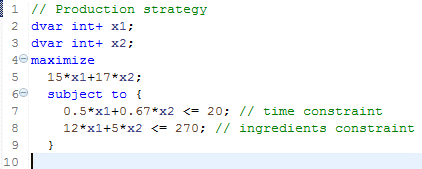 1 // Production strategy
2 dvar int+ x1;
3 dvar int+ x2;
4 maximize
5 15*x1+17*x2;
6 subject to {
7 0.5*x1+0.67*x2 <= 20; // time constraint
8 12*x1+5*x2 <= 270; // ingredients constraint
9 }
10